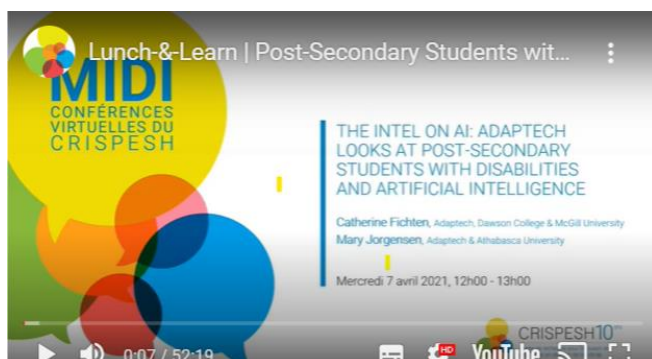 Lunch-&-Learn | Post-Secondary Students wit...
MIDI
CONFÉRENCES
VIRTUELLES DU
CRISPESH
THE INTEL ON AI: ADAPTECH
LOOKS AT POST-SECONDARY
STUDENTS WITH DISABILITIES
AND ARTIFICIAL INTELLIGENCE
Catherine Fichten, Adaptech, Dawson College & McGill University
Mary Jorgensen, Adaptech & Athabasca University
Mercredi 7 avril 2021, 12h00 - 13h00
CRISPESH 10
0:07 / 52:19
HD
YouTube